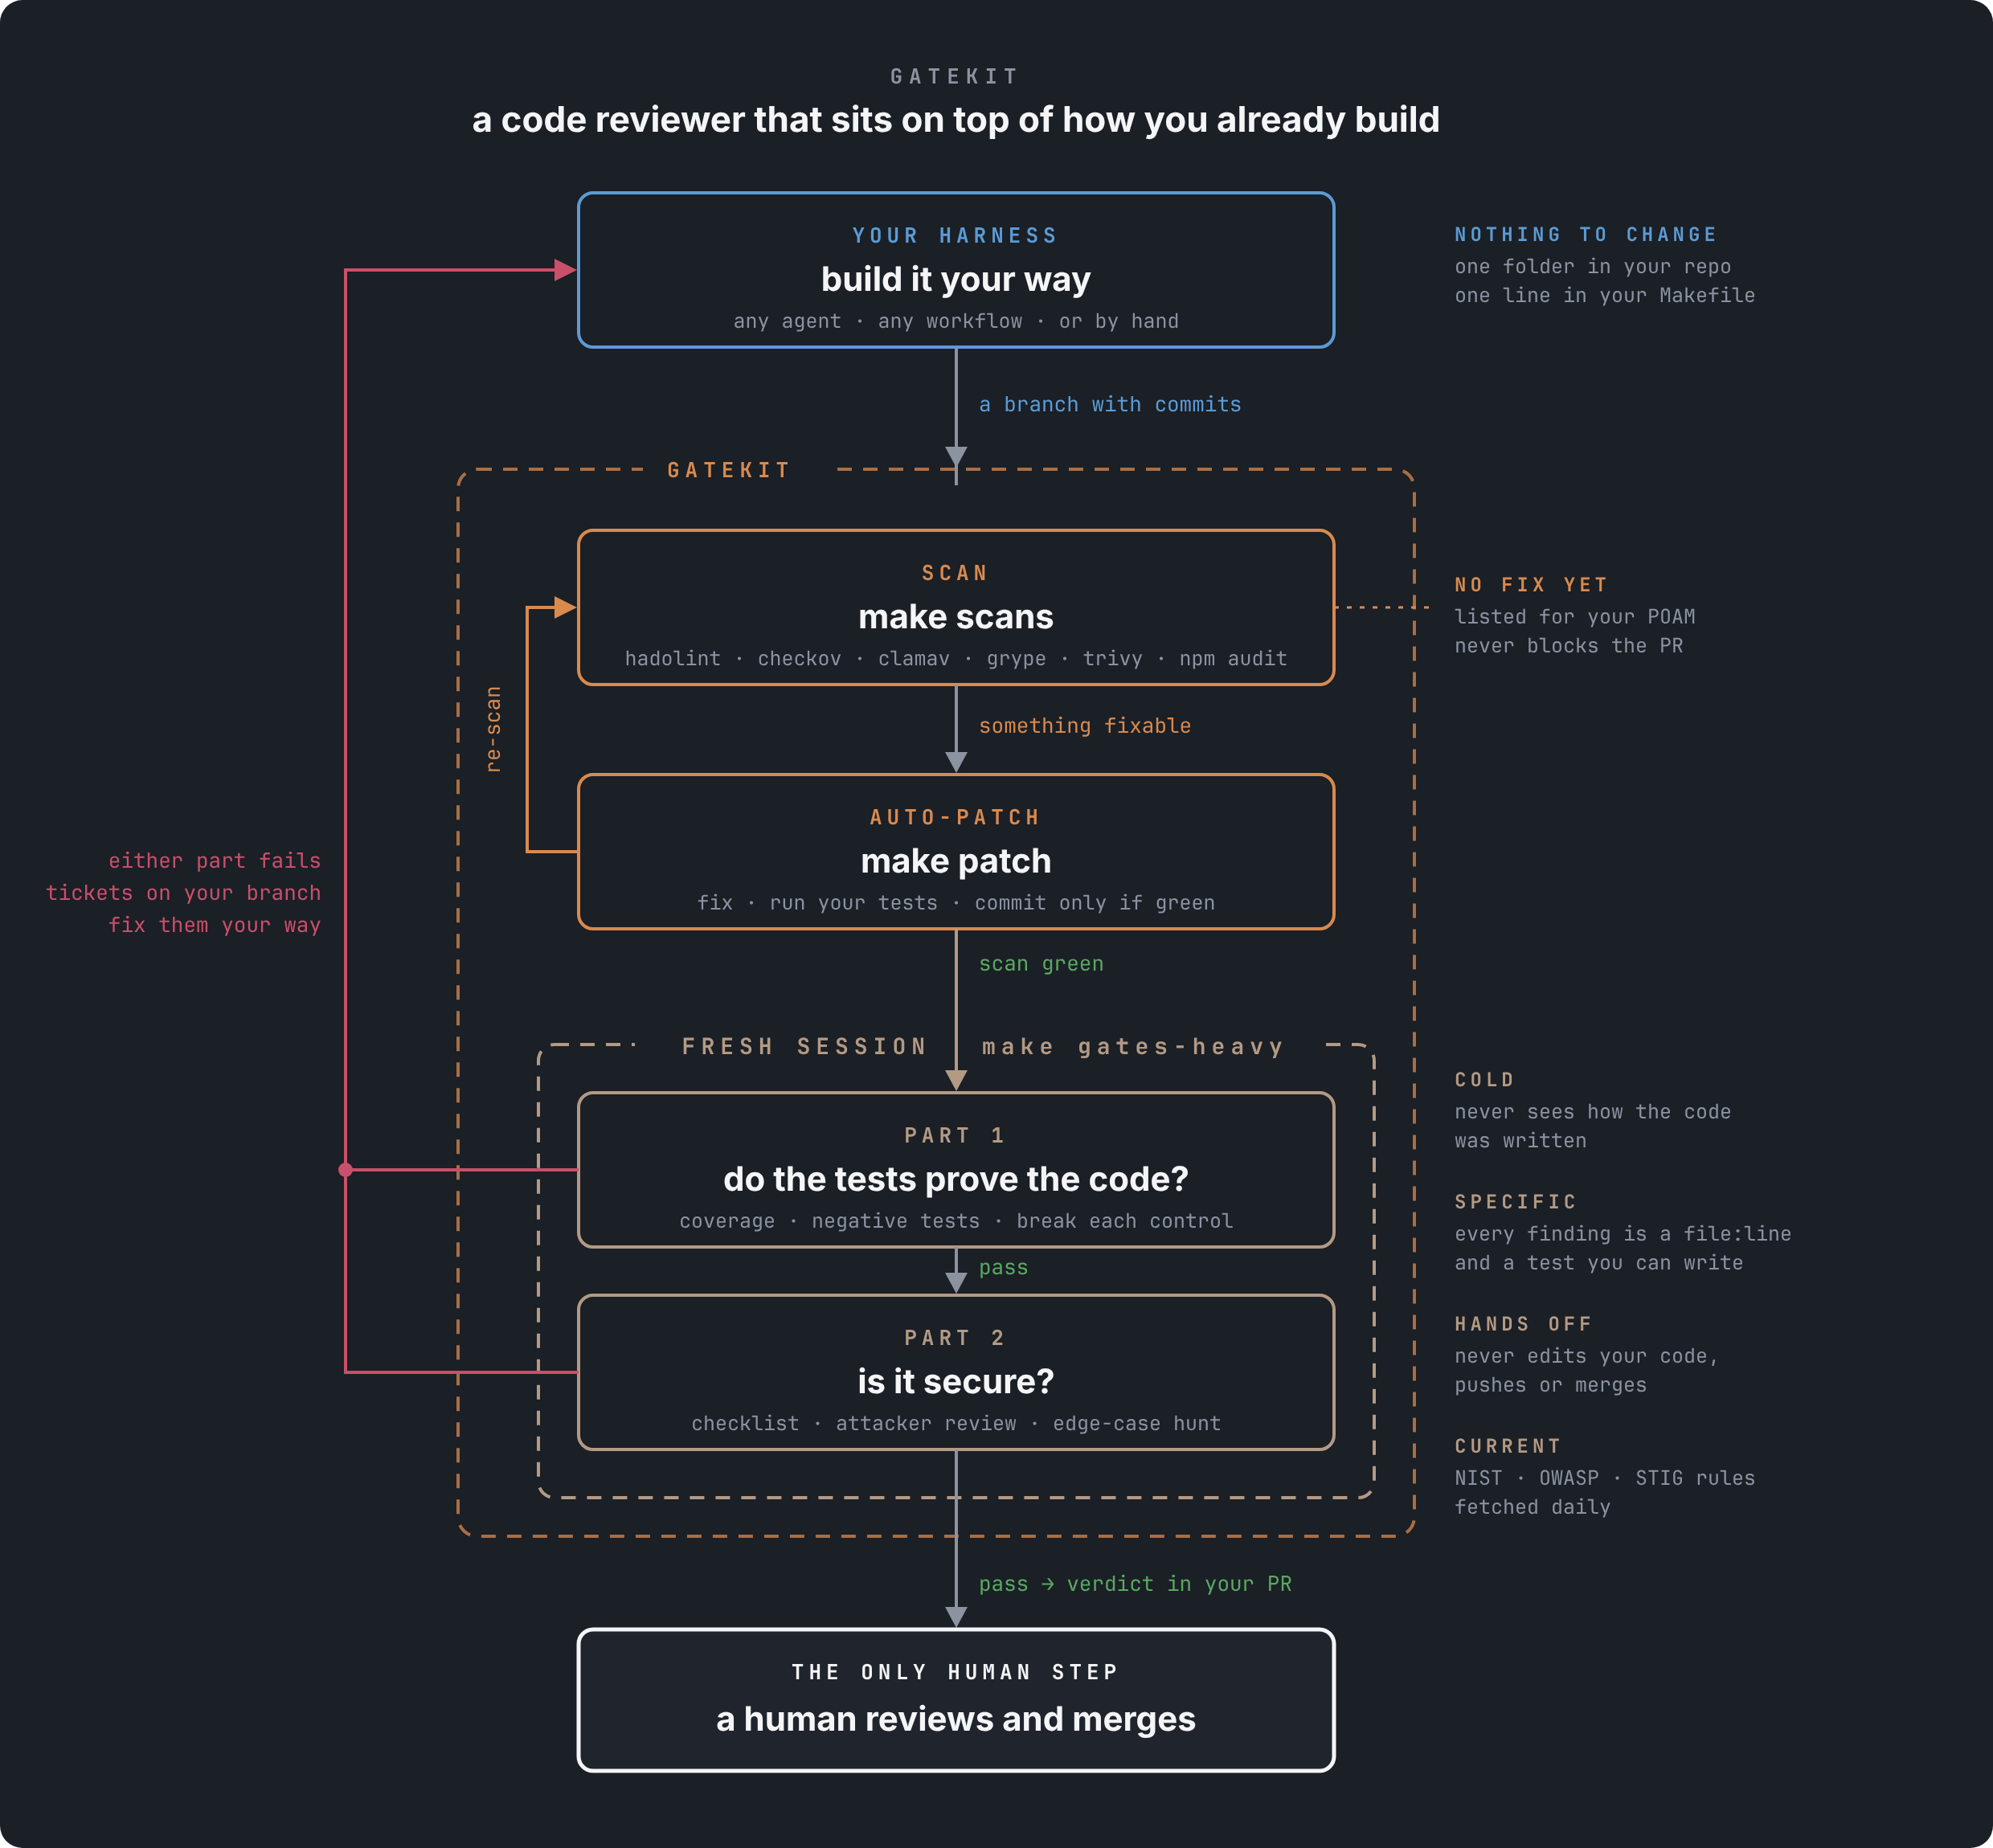 GATEKIT
a code reviewer that sits on top of how you already build
YOUR HARNESS
build it your way
any agent · any workflow · or by hand
NOTHING TO CHANGE
one folder in your repo
one line in your Makefile
a branch with commits
GATEKIT
SCAN
make scans
hadolint · checkov · clamav · grype · trivy · npm audit
NO FIX YET
listed for your POAM
never blocks the PR
re-scan
something fixable
AUTO-PATCH
make patch
fix · run your tests · commit only if green
either part fails
tickets on your branch
fix them your way
scan green
FRESH SESSION make gates-heavy
PART 1
do the tests prove the code?
coverage · negative tests · break each control
COLD
never sees how the code
was written
SPECIFIC
every finding is a file:line
and a test you can write
pass
PART 2
is it secure?
checklist · attacker review · edge-case hunt
HANDS OFF
never edits your code,
pushes or merges
CURRENT
NIST · OWASP · STIG rules
fetched daily
pass → verdict in your PR
THE ONLY HUMAN STEP
a human reviews and merges